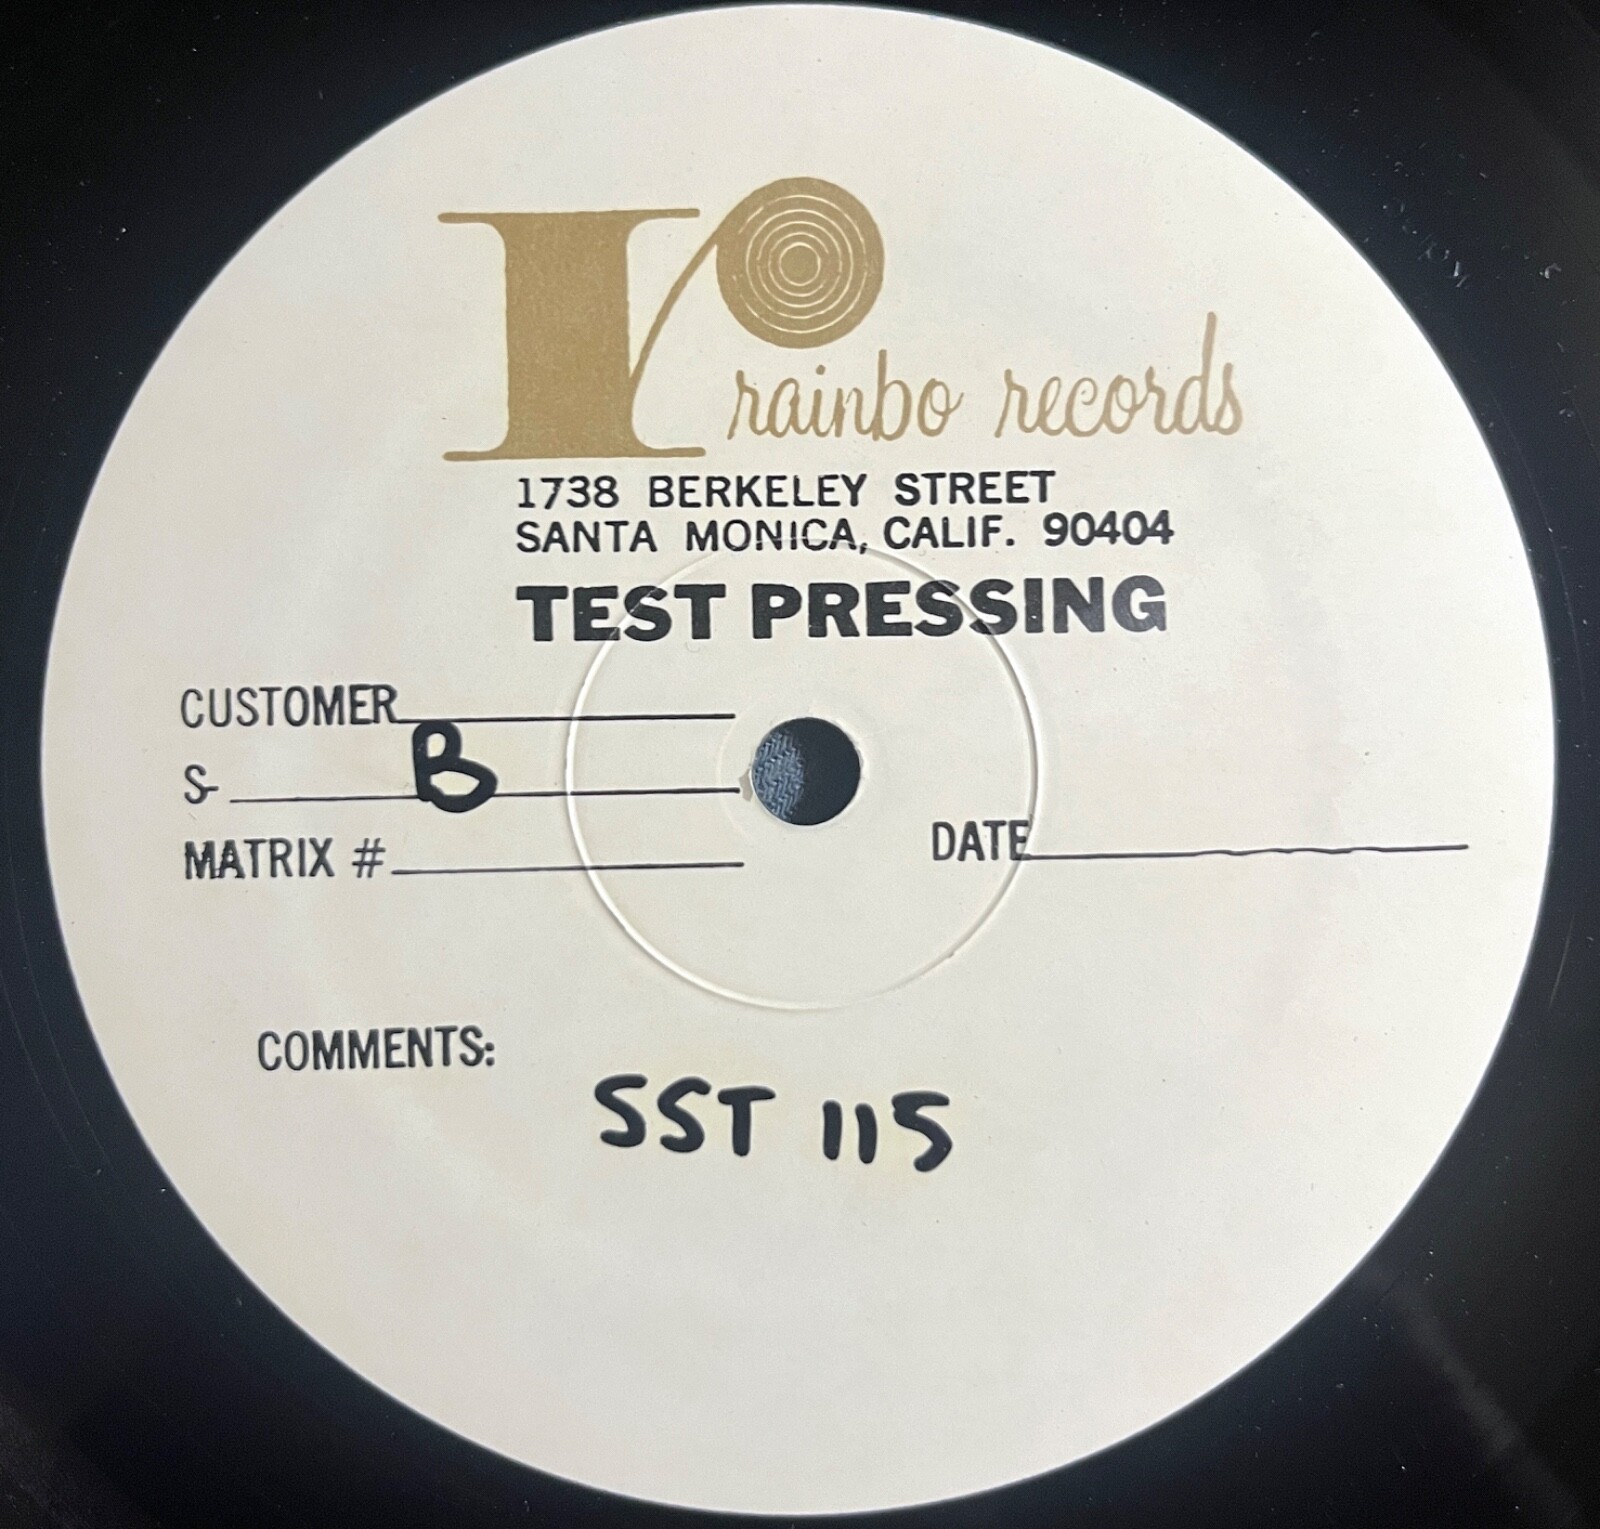 rainbo records
1738 BERKELEY STREET
SANTA MONICA, CALIF. 90404
TEST PRESSING
CUSTOMER
& B
MATRIX #
DATE
COMMENTS:
SST 115